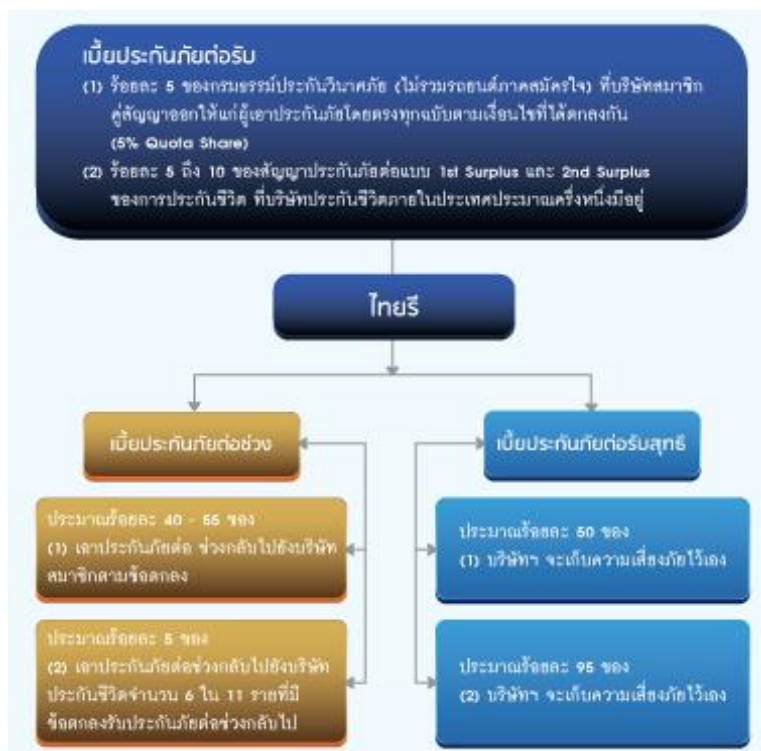 เบี้ยประกันภัยต่อรับ
(1) ร้อยละ 5 ของกรมธรรม์ประกันวินาศภัย (ไม่รวมรถยนต์ภาคสมัครใจ) ที่บริษัทสมาชิก
คู่สัญญาออกให้แก่ผู้เอาประกันภัยโดยตรงทุกฉบับตามเงื่อนไขที่ได้ตกลงกัน
(5% Quota Share)
(2) ร้อยละ 5 ถึง 10 ของสัญญาประกันภัยต่อแบบ 1st Surplus และ 2nd Surplus
ของการประกันชีวิต ที่บริษัทประกันชีวิตภายในประเทศประมาณครึ่งหนึ่งมีอยู่
ไทยรี
เบี้ยประกันภัยต่อช่วง
เบี้ยประกันภัยต่อรับสุทธิ
ประมาณร้อยละ 40 - 55 ของ
(1) เอาประกันภัยต่อ ช่วงกลับไปยังบริษัท
สมาชิกตามข้อตกลง
ประมาณร้อยละ 50 ของ
(1) บริษัทฯ จะเก็บความเสี่ยงภัยไว้เอง
ประมาณร้อยละ 5 ของ
(2) เอาประกันภัยต่อช่วงกลับไปยังบริษัท
ประกันชีวิตจำนวน 6 ใน 11 รายที่มี
ข้อตกลงรับประกันภัยต่อช่วงกลับไป
ประมาณร้อยละ 95 ของ
(2) บริษัทฯ จะเก็บความเสี่ยงภัยไว้เอง